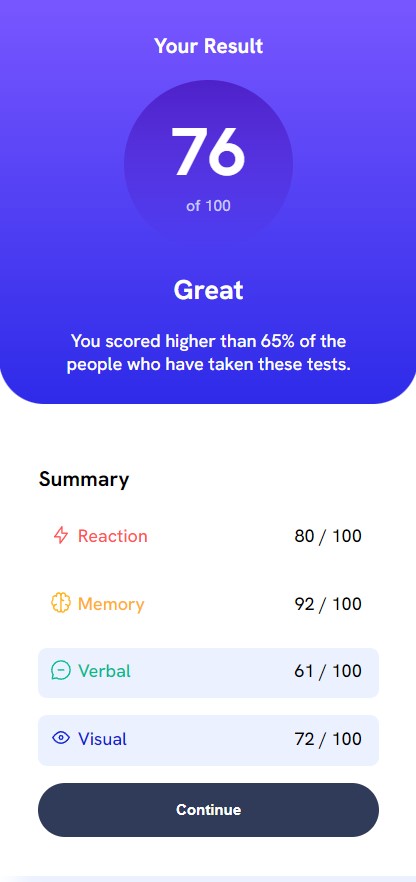 Your Result
76
of 100
Great
You scored higher than 65% of the
people who have taken these tests.
Summary
Reaction 80 / 100
Memory 92 / 100
Verbal 61 / 100
Visual 72 / 100
Continue